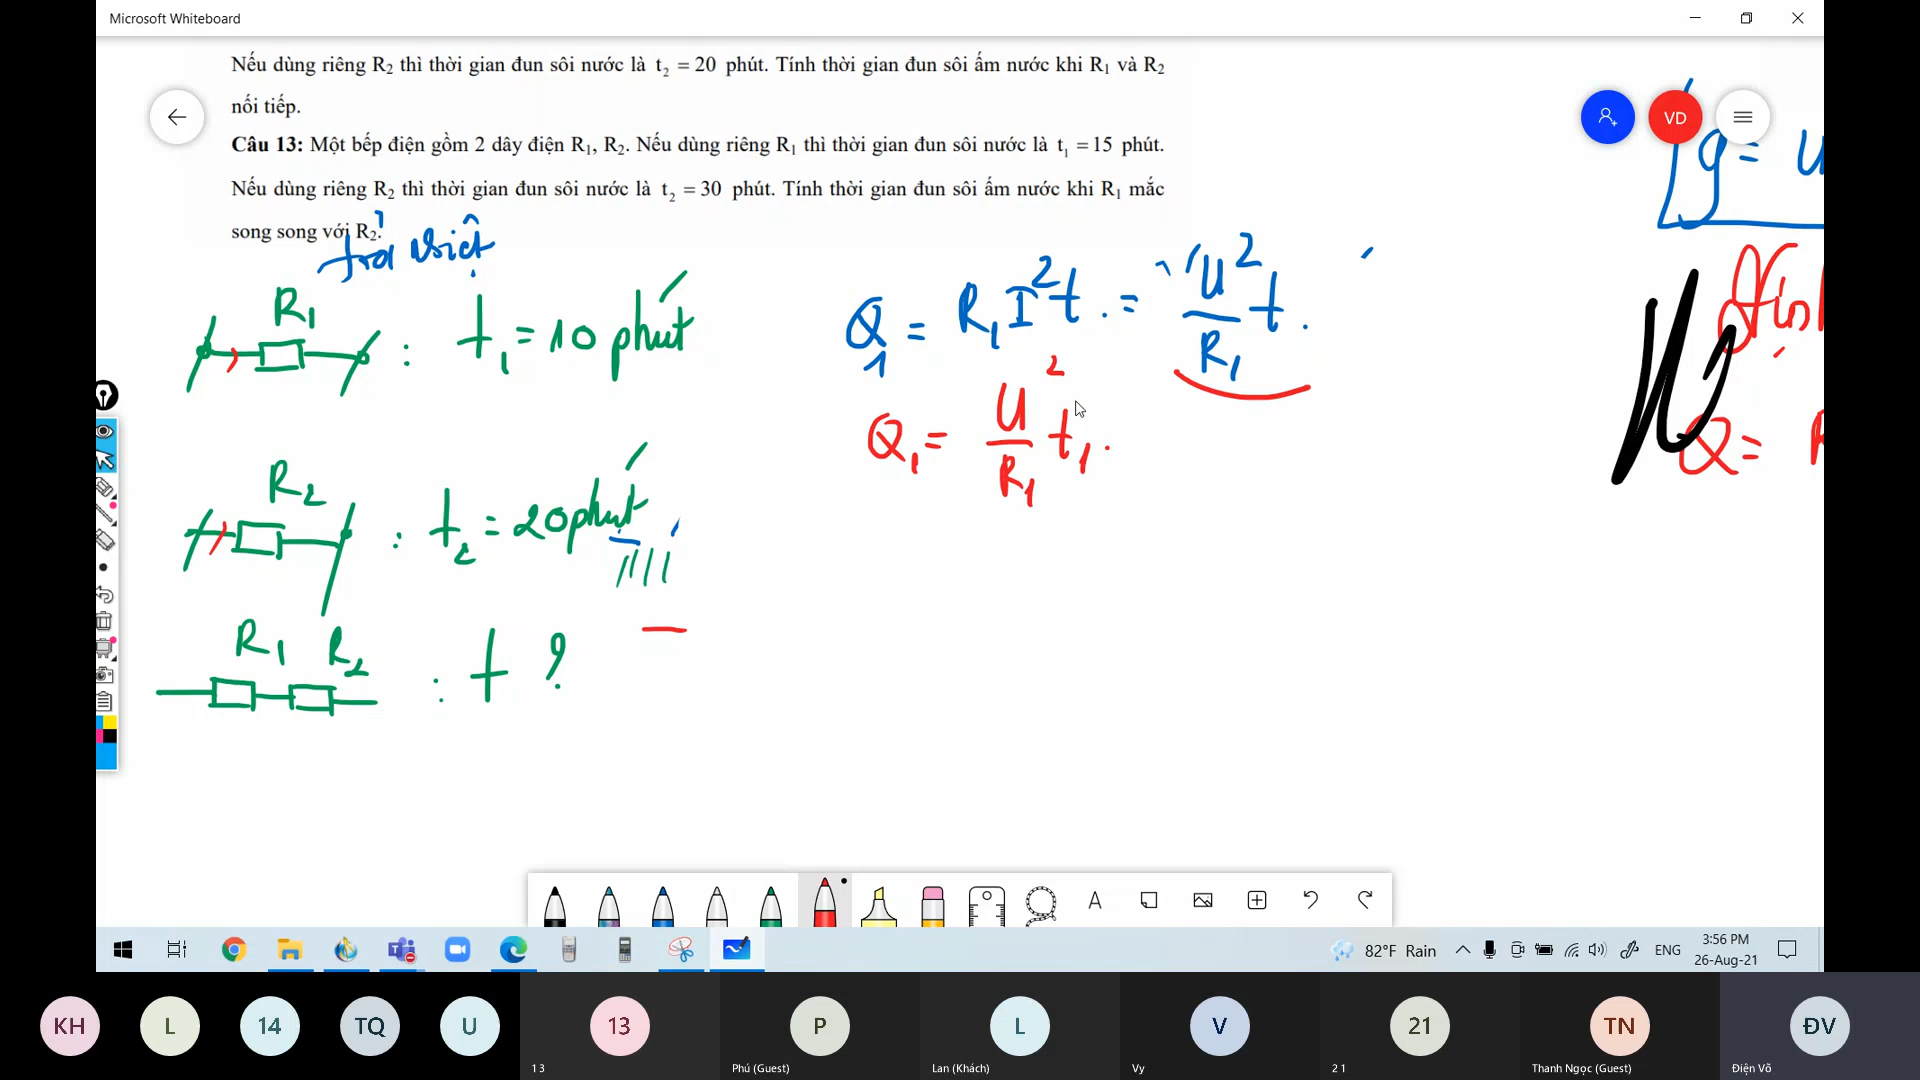 Microsoft Whiteboard
Nếu dùng riêng R₂ thì thời gian đun sôi nước là t₂ = 20 phút. Tính thời gian đun sôi ấm nước khi R₁ và R₂
nối tiếp.
Câu 13: Một bếp điện gồm 2 dây điện R₁, R₂. Nếu dùng riêng R₁ thì thời gian đun sôi nước là t₁ = 15 phút.
Nếu dùng riêng R₂ thì thời gian đun sôi nước là t₂ = 30 phút. Tính thời gian đun sôi ấm nước khi R₁ mắc
song song với R₂.
VD
R₁ : t₁ = 10 phút
Q₁ = R₁I²t. = U²/R₁ t.
Q₁ = U²/R₁ t₁.
R₂ : t₂ = 20 phút
R₁ R₂ : t ?
Q =
A
82°F Rain
ENG
3:56 PM
26-Aug-21
KH
L
14
TQ
U
13
13
P
Phú (Guest)
L
Lan (Khách)
V
Vy
21
21
TN
Thanh Ngọc (Guest)
ĐV
Điện Võ